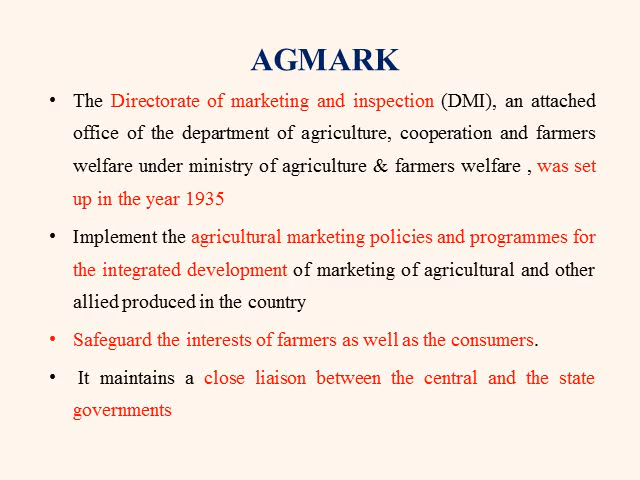 AGMARK
• The Directorate of marketing and inspection (DMI), an attached
office of the department of agriculture, cooperation and farmers
welfare under ministry of agriculture & farmers welfare , was set
up in the year 1935
• Implement the agricultural marketing policies and programmes for
the integrated development of marketing of agricultural and other
allied produced in the country
• Safeguard the interests of farmers as well as the consumers.
• It maintains a close liaison between the central and the state
governments